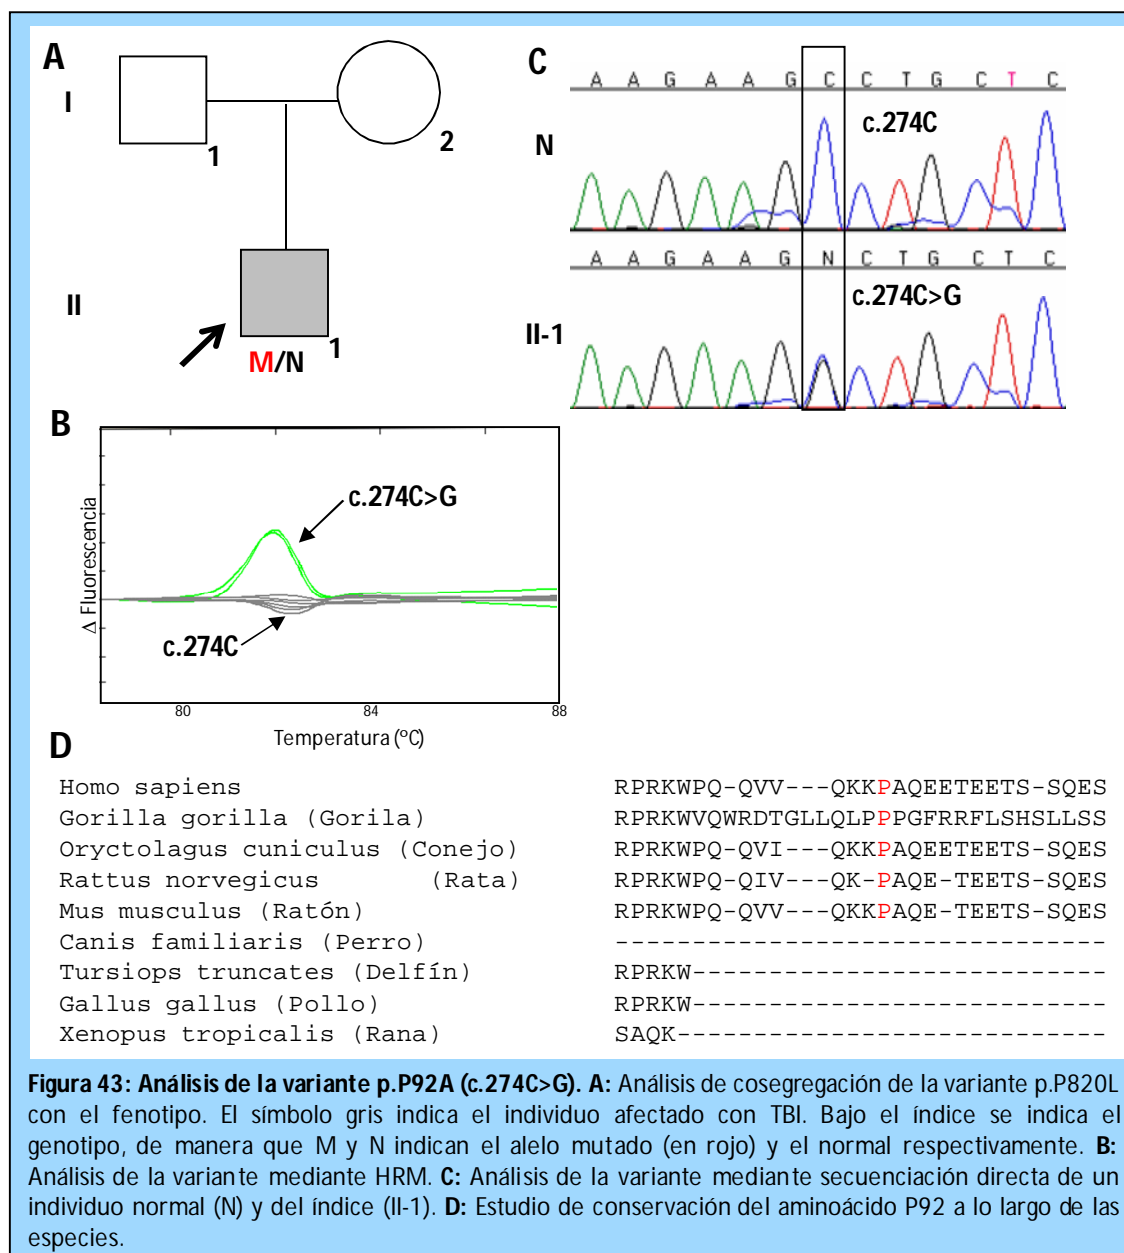 A
I
1
2
II
1
M/N
C
A A G A A G C C T G C T C
c.274C
N
A A G A A G N C T G C T C
c.274C>G
II-1
B
c.274C>G
Δ Fluorescencia
c.274C
80 84 88
Temperatura (ºC)
D
Homo sapiens RPRKWPQ-QVV---QKKPAQEETEETS-SQES
Gorilla gorilla (Gorila) RPRKWVQWRDTGLLQLPPPGFRRFLSHSLLSS
Oryctolagus cuniculus (Conejo) RPRKWPQ-QVI---QKKPAQEETEETS-SQES
Rattus norvegicus (Rata) RPRKWPQ-QIV---QK-PAQE-TEETS-SQES
Mus musculus (Ratón) RPRKWPQ-QVV---QKKPAQE-TEETS-SQES
Canis familiaris (Perro) --------------------------------
Tursiops truncates (Delfín) RPRKW---------------------------
Gallus gallus (Pollo) RPRKW---------------------------
Xenopus tropicalis (Rana) SAQK----------------------------
Figura 43: Análisis de la variante p.P92A (c.274C>G). A: Análisis de cosegregación de la variante p.P820L
con el fenotipo. El símbolo gris indica el individuo afectado con TBI. Bajo el índice se indica el
genotipo, de manera que M y N indican el alelo mutado (en rojo) y el normal respectivamente. B:
Análisis de la variante mediante HRM. C: Análisis de la variante mediante secuenciación directa de un
individuo normal (N) y del índice (II-1). D: Estudio de conservación del aminoácido P92 a lo largo de las
especies.